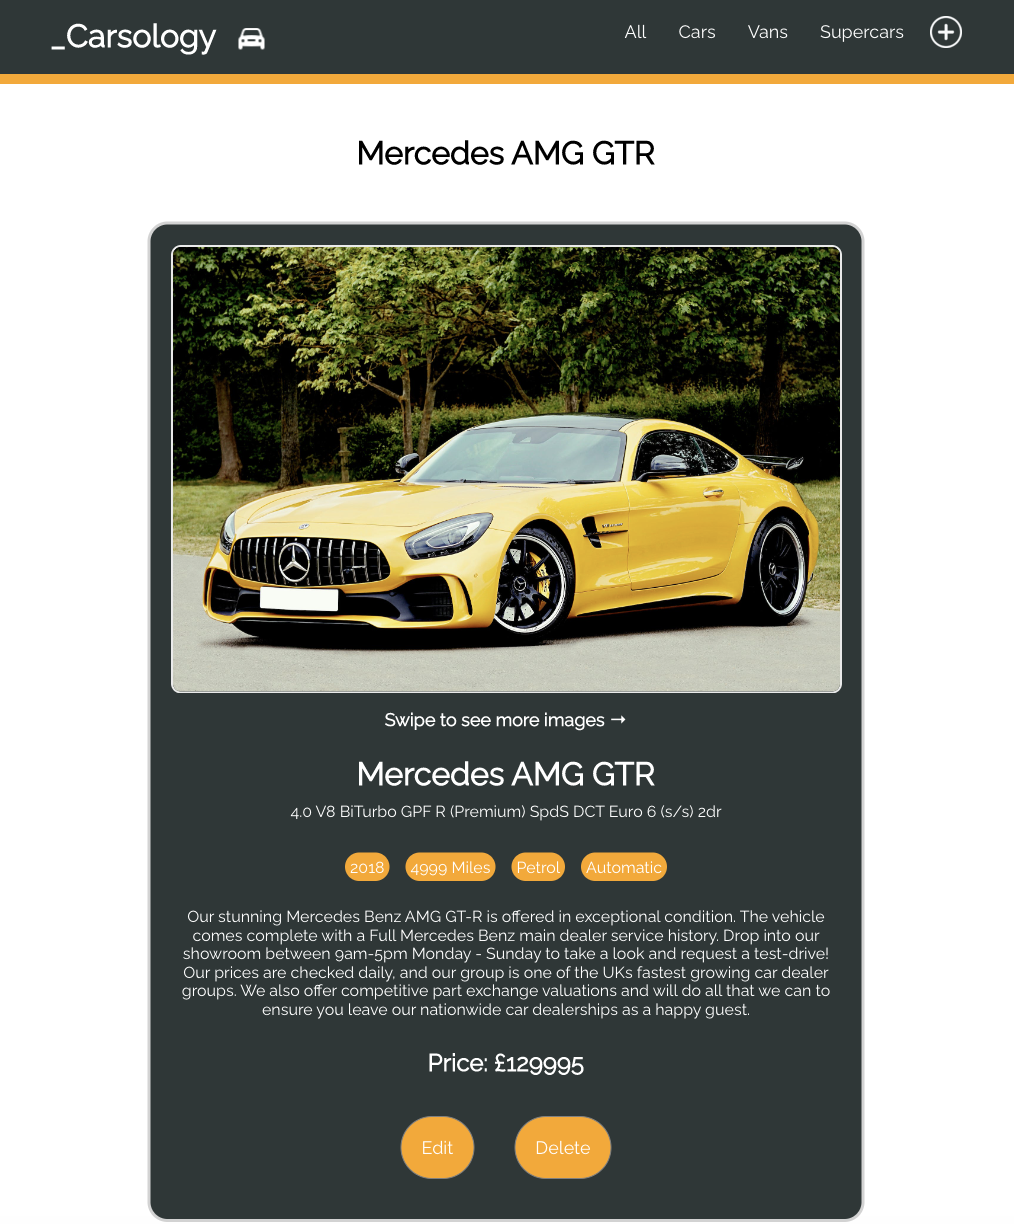 _Carsology
All Cars Vans Supercars
Mercedes AMG GTR
Swipe to see more images →
Mercedes AMG GTR
4.0 V8 BiTurbo GPF R (Premium) SpdS DCT Euro 6 (s/s) 2dr
2018 4999 Miles Petrol Automatic
Our stunning Mercedes Benz AMG GT-R is offered in exceptional condition. The vehicle
comes complete with a Full Mercedes Benz main dealer service history. Drop into our
showroom between 9am-5pm Monday - Sunday to take a look and request a test-drive!
Our prices are checked daily, and our group is one of the UKs fastest growing car dealer
groups. We also offer competitive part exchange valuations and will do all that we can to
ensure you leave our nationwide car dealerships as a happy guest.
Price: £129995
Edit Delete